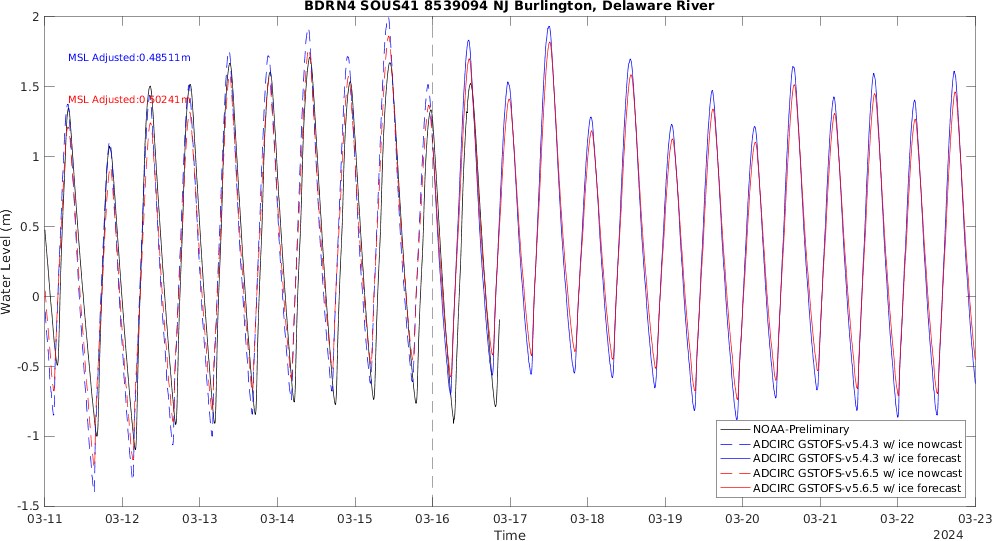 BDRN4 SOUS41 8539094 NJ Burlington, Delaware River
2
1.5
1
0.5
0
-0.5
-1
-1.5
Water Level (m)
MSL Adjusted:0.48511m
MSL Adjusted:0.50241m
NOAA-Preliminary
ADCIRC GSTOFS-v5.4.3 w/ ice nowcast
ADCIRC GSTOFS-v5.4.3 w/ ice forecast
ADCIRC GSTOFS-v5.6.5 w/ ice nowcast
ADCIRC GSTOFS-v5.6.5 w/ ice forecast
03-11 03-12 03-13 03-14 03-15 03-16 03-17 03-18 03-19 03-20 03-21 03-22 03-23
Time
2024